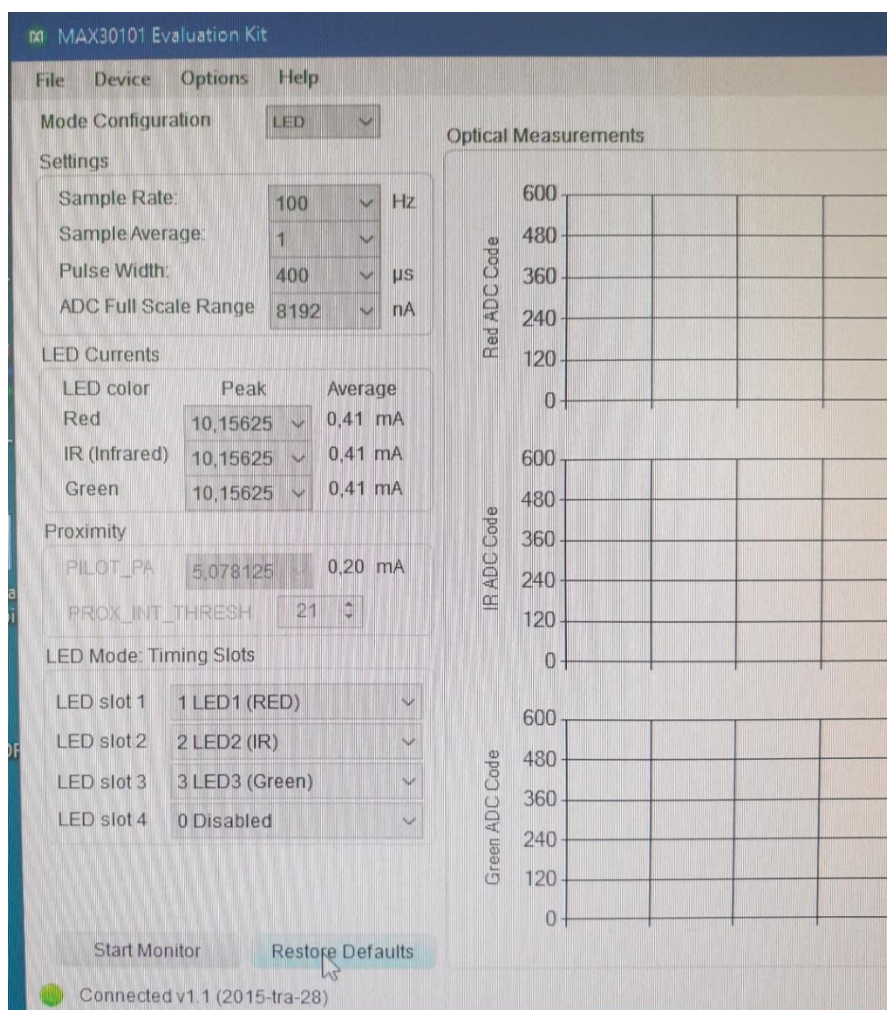 MAX30101 Evaluation Kit
File Device Options Help
Mode Configuration LED
Settings
Sample Rate: 100 Hz
Sample Average: 1
Pulse Width: 400 µs
ADC Full Scale Range 8192 nA
LED Currents
LED color Peak Average
Red 10,15625 0,41 mA
IR (Infrared) 10,15625 0,41 mA
Green 10,15625 0,41 mA
Proximity
PILOT_PA 5,078125 0,20 mA
PROX_INT_THRESH 21
LED Mode: Timing Slots
LED slot 1 1 LED1 (RED)
LED slot 2 2 LED2 (IR)
LED slot 3 3 LED3 (Green)
LED slot 4 0 Disabled
Start Monitor Restore Defaults
Connected v1.1 (2015-tra-28)
Optical Measurements
Red ADC Code
600
480
360
240
120
0
IR ADC Code
600
480
360
240
120
0
Green ADC Code
600
480
360
240
120
0